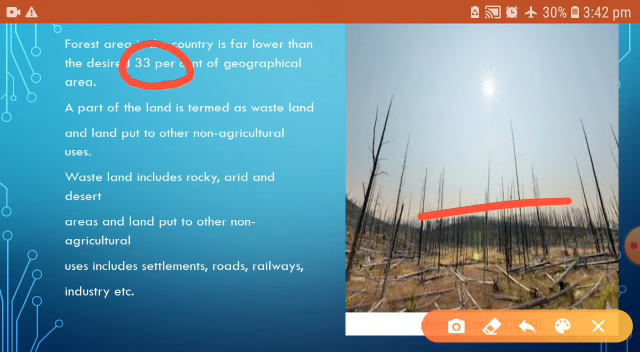 30% 3:42 pm
Forest area in the country is far lower than
the desired 33 per cent of geographical
area.
A part of the land is termed as waste land
and land put to other non-agricultural
uses.
Waste land includes rocky, arid and
desert
areas and land put to other non-
agricultural
uses includes settlements, roads, railways,
industry etc.